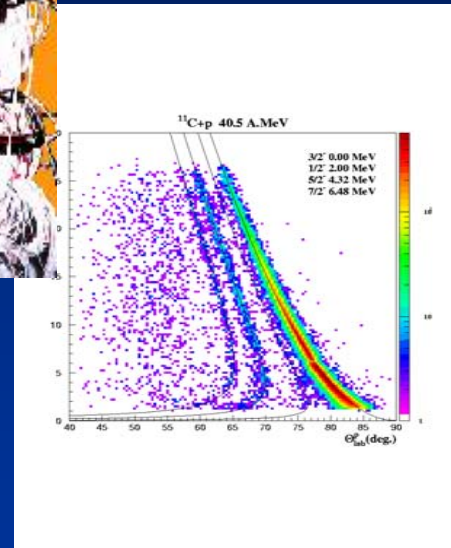 ¹¹C+p 40.5 A.MeV
3/2⁻ 0.00 MeV
1/2⁻ 2.00 MeV
5/2⁻ 4.32 MeV
7/2⁻ 6.48 MeV
10
5
0
10
1
40 45 50 55 60 65 70 75 80 85 90
Θᵖlab(deg.)